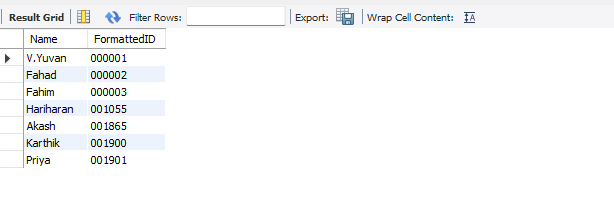 Result Grid Filter Rows: Export: Wrap Cell Content: IA
Name FormattedID
V.Yuvan 000001
Fahad 000002
Fahim 000003
Hariharan 001055
Akash 001865
Karthik 001900
Priya 001901